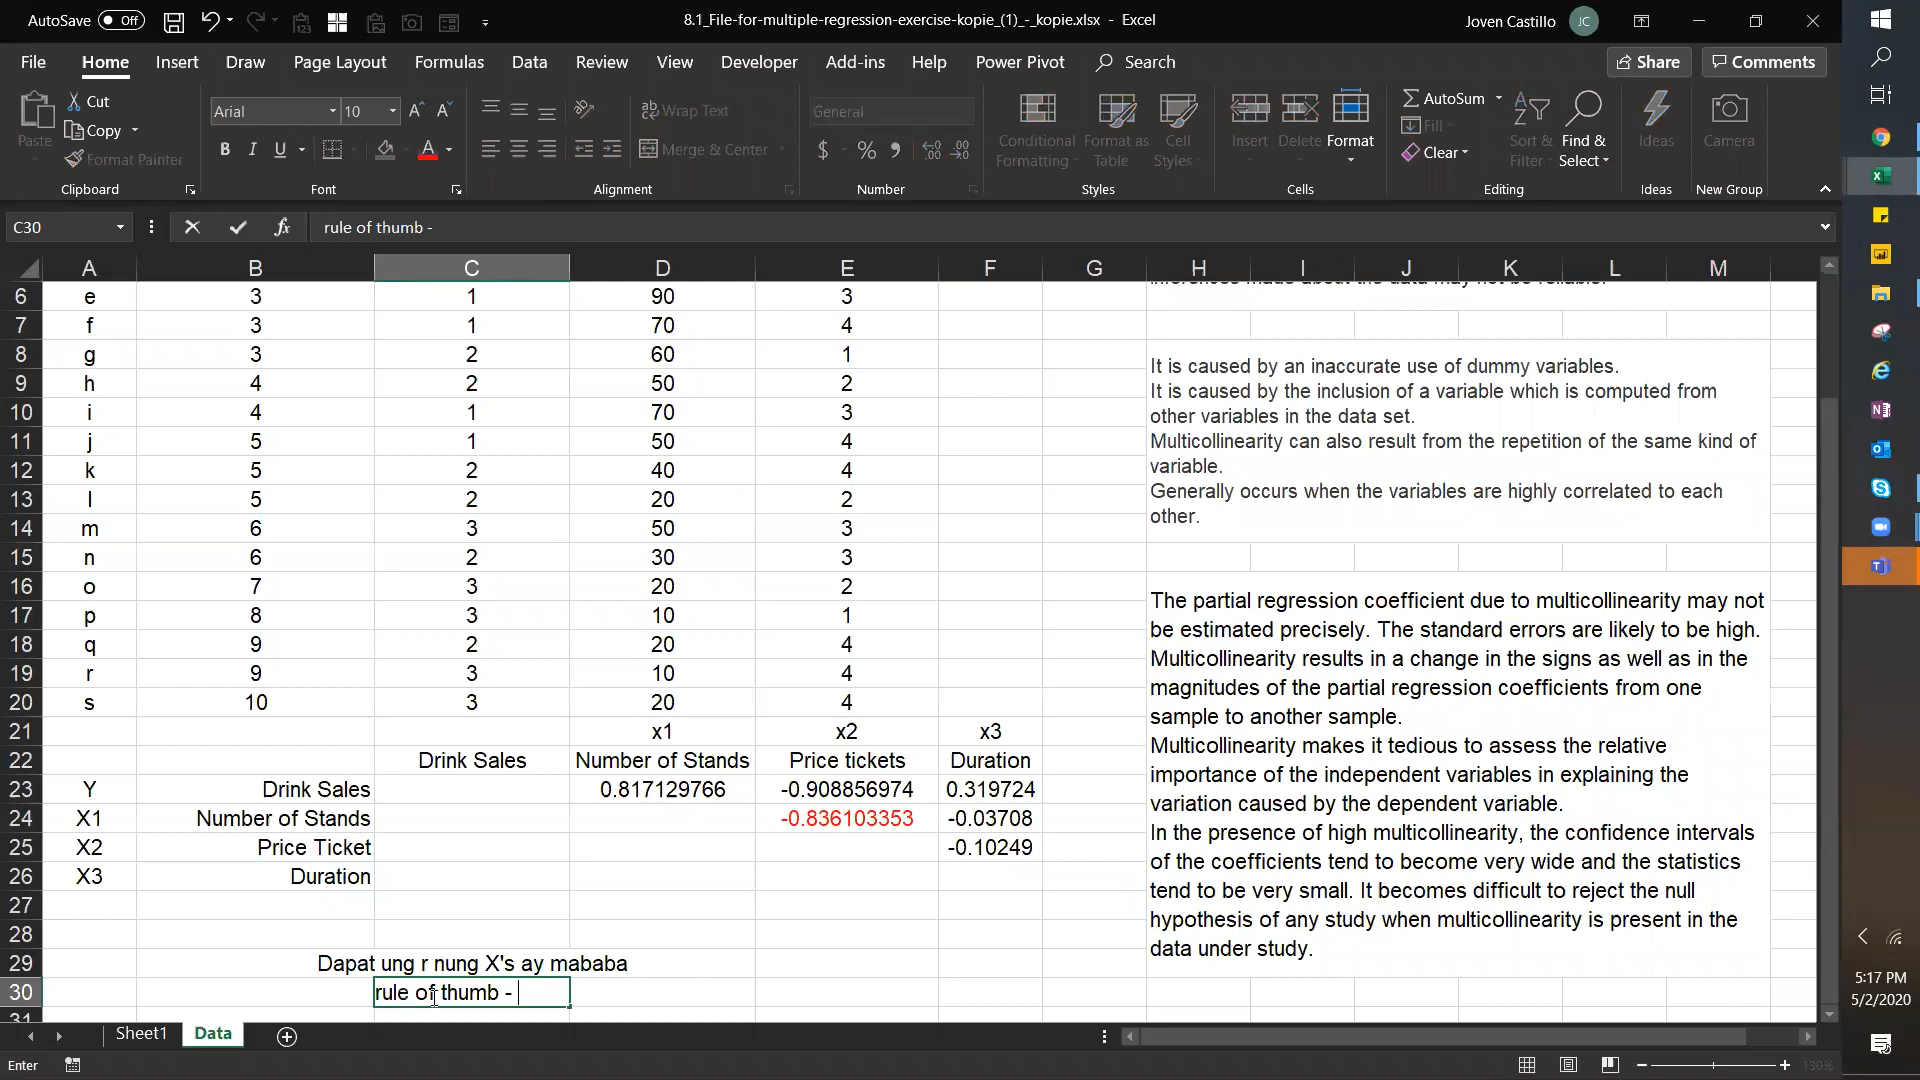 AutoSave Off
8.1_File-for-multiple-regression-exercise-kopie_(1)_-_kopie.xlsx - Excel
Joven Castillo JC
File Home Insert Draw Page Layout Formulas Data Review View Developer Add-ins Help Power Pivot Search Share Comments
Paste
Cut
Copy
Format Painter
Clipboard
Arial 10
B I U A
Font
Wrap Text
Merge & Center
Alignment
General
$ % 9
Number
Conditional Formatting
Format as Table
Cell Styles
Styles
Insert Delete Format
Cells
AutoSum
Fill
Clear
Sort & Filter
Find & Select
Editing
Ideas
Ideas
Camera
New Group
C30 fx rule of thumb -
A B C D E F G H I J K L M
6 e 3 1 90 3
7 f 3 1 70 4
8 g 3 2 60 1
9 h 4 2 50 2
10 i 4 1 70 3
11 j 5 1 50 4
12 k 5 2 40 4
13 l 5 2 20 2
14 m 6 3 50 3
15 n 6 2 30 3
16 o 7 3 20 2
17 p 8 3 10 1
18 q 9 2 20 4
19 r 9 3 10 4
20 s 10 3 20 4
21 x1 x2 x3
22 Drink Sales Number of Stands Price tickets Duration
23 Y Drink Sales 0.817129766 -0.908856974 0.319724
24 X1 Number of Stands -0.836103353 -0.03708
25 X2 Price Ticket -0.10249
26 X3 Duration
27
28
29 Dapat ung r nung X's ay mababa
30 rule of thumb -
31
inferences made about the data may not be reliable.
It is caused by an inaccurate use of dummy variables.
It is caused by the inclusion of a variable which is computed from
other variables in the data set.
Multicollinearity can also result from the repetition of the same kind of
variable.
Generally occurs when the variables are highly correlated to each
other.
The partial regression coefficient due to multicollinearity may not
be estimated precisely. The standard errors are likely to be high.
Multicollinearity results in a change in the signs as well as in the
magnitudes of the partial regression coefficients from one
sample to another sample.
Multicollinearity makes it tedious to assess the relative
importance of the independent variables in explaining the
variation caused by the dependent variable.
In the presence of high multicollinearity, the confidence intervals
of the coefficients tend to become very wide and the statistics
tend to be very small. It becomes difficult to reject the null
hypothesis of any study when multicollinearity is present in the
data under study.
Sheet1 Data
Enter
130%
5:17 PM
5/2/2020